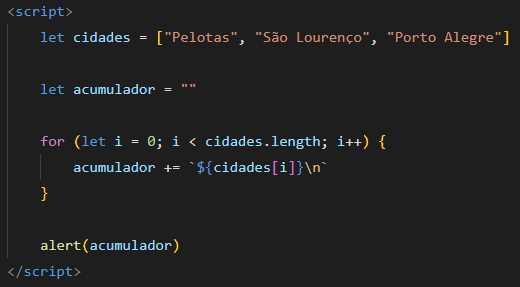 <script>
let cidades = ["Pelotas", "São Lourenço", "Porto Alegre"]
let acumulador = ""
for (let i = 0; i < cidades.length; i++) {
acumulador += `${cidades[i]}\n`
}
alert(acumulador)
</script>